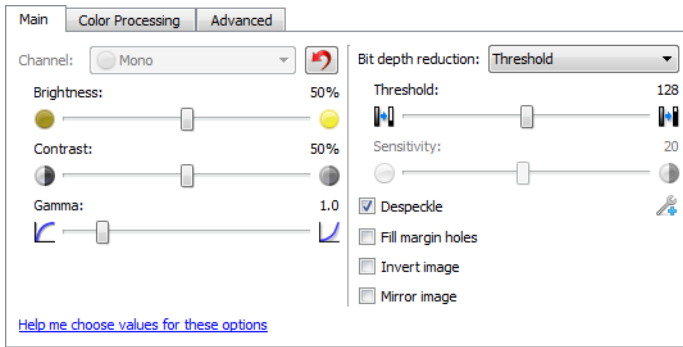 Main
Color Processing
Advanced
Channel:
Mono
Brightness:
50%
Contrast:
50%
Gamma:
1.0
Bit depth reduction:
Threshold
Threshold:
128
Sensitivity:
20
Despeckle
Fill margin holes
Invert image
Mirror image
Help me choose values for these options